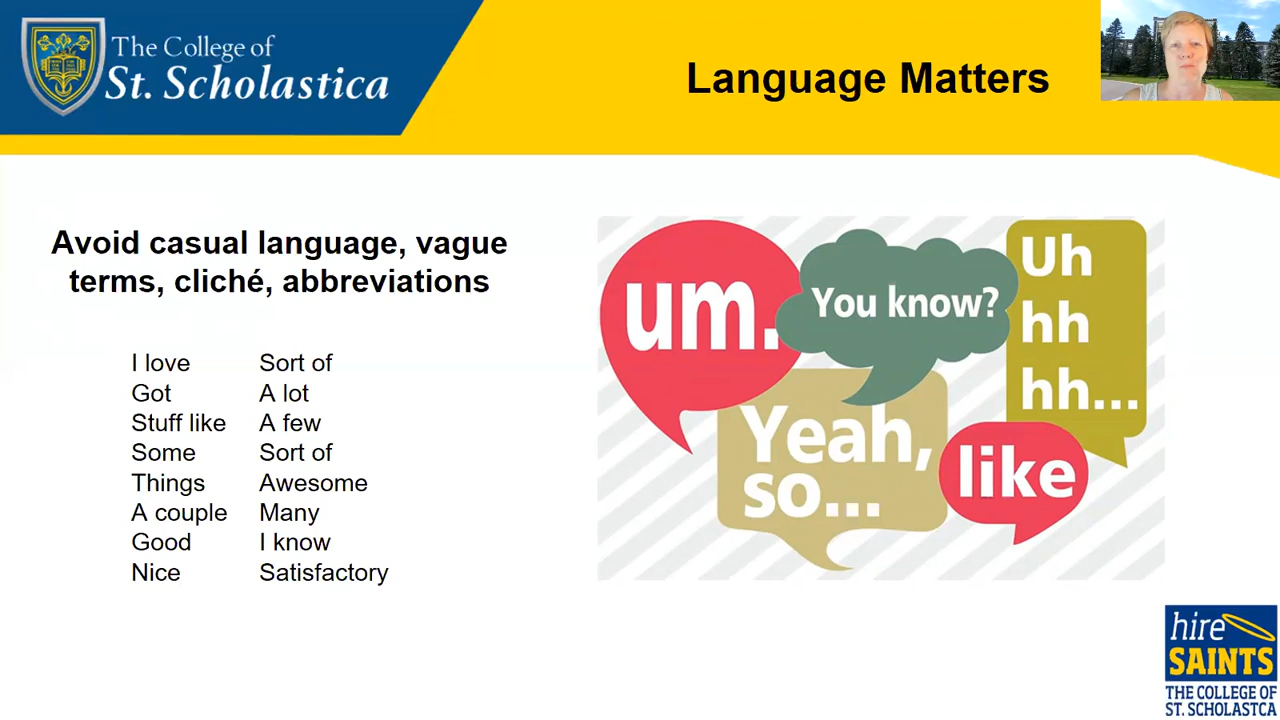 The College of
St. Scholastica
Language Matters
Avoid casual language, vague
terms, cliché, abbreviations
I love
Got
Stuff like
Some
Things
A couple
Good
Nice
Sort of
A lot
A few
Sort of
Awesome
Many
I know
Satisfactory
um.
You know?
Uh
hh
hh...
Yeah,
so...
like
hire
SAINTS
THE COLLEGE OF
ST. SCHOLASTCA